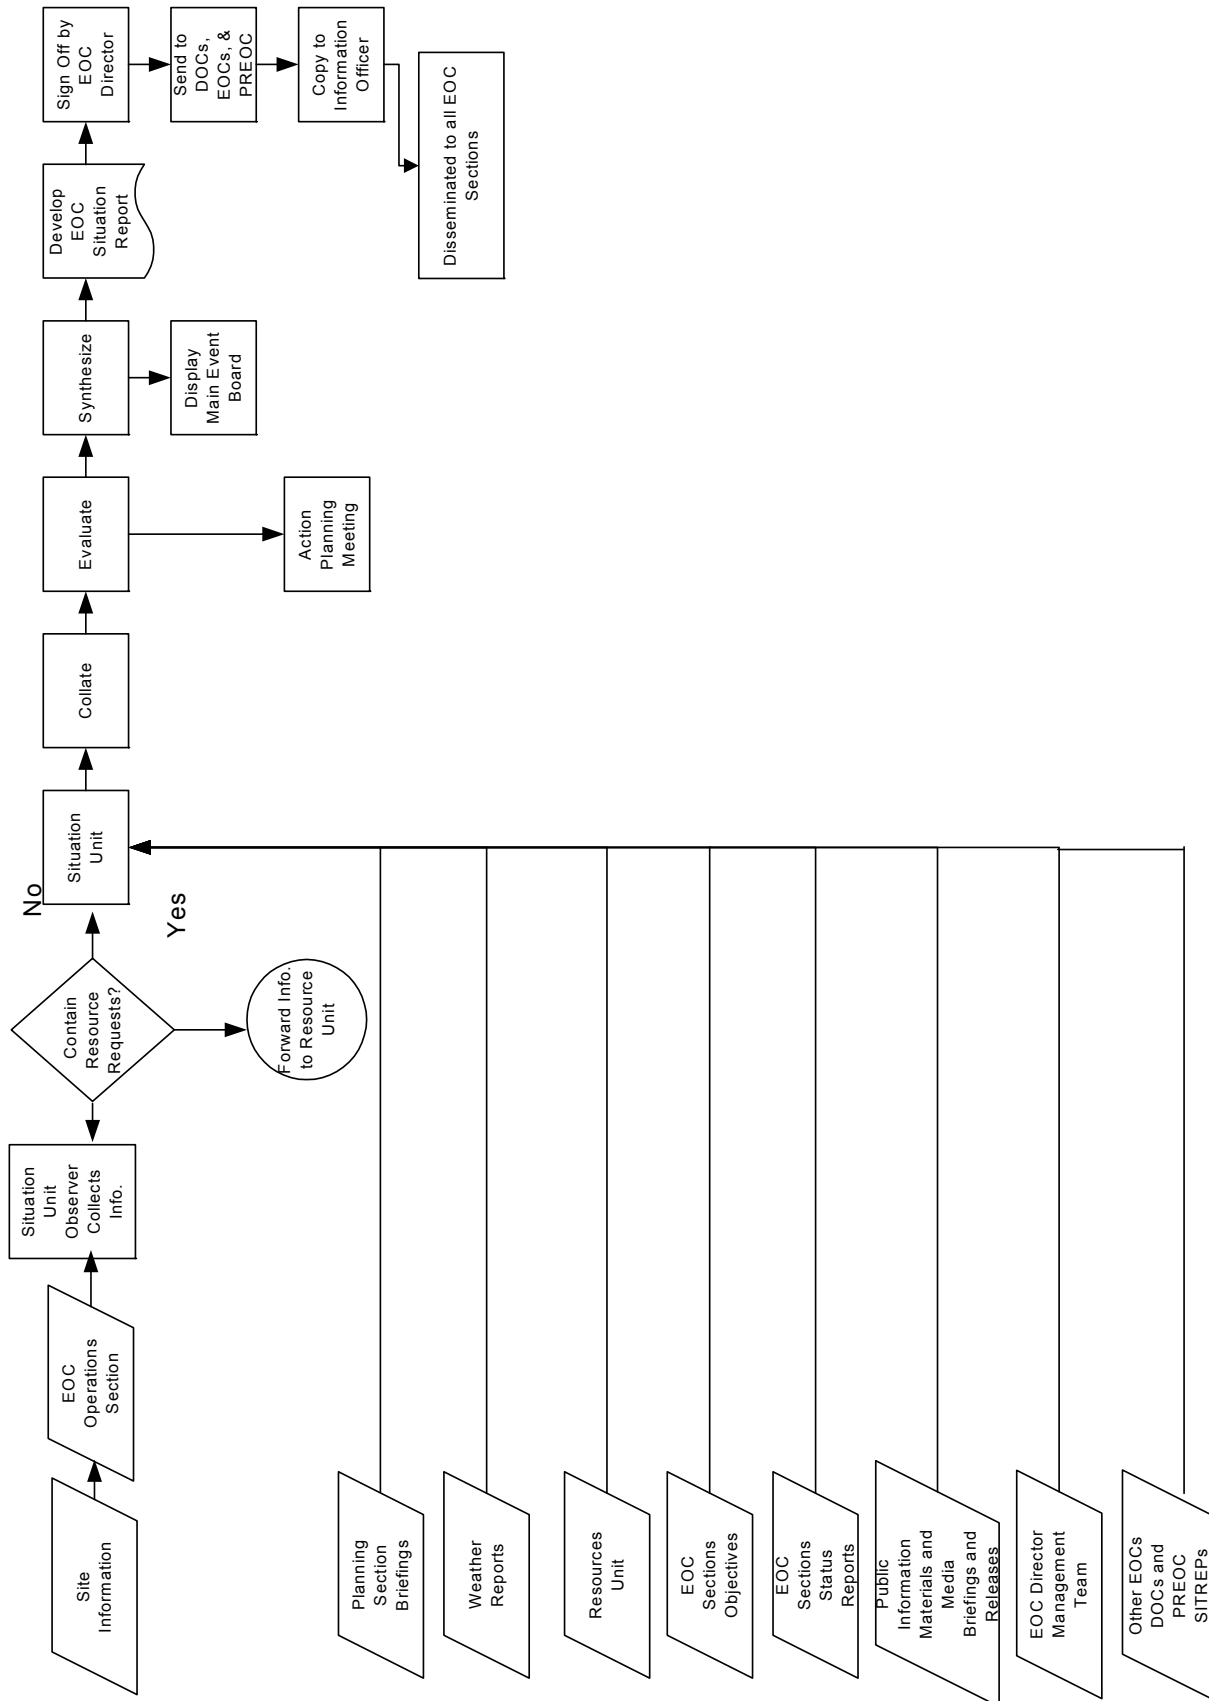 Site
Information
EOC
Operations
Section
Situation
Unit
Observer
Collects
Info.
Contain
Resource
Requests?
No
Yes
Forward Info.
to Resource
Unit
Situation
Unit
Collate
Evaluate
Action
Planning
Meeting
Synthesize
Display
Main Event
Board
Develop
EOC
Situation
Report
Sign Off by
EOC
Director
Send to
DOCs,
EOCs, &
PREOC
Copy to
Information
Officer
Disseminated to all EOC
Sections
Planning
Section
Briefings
Weather
Reports
Resources
Unit
EOC
Sections
Objectives
EOC
Sections
Status
Reports
Public
Information
Materials and
Media
Briefings and
Releases
EOC Director
Management
Team
Other EOCs
DOCs and
PREOC
SITREPs